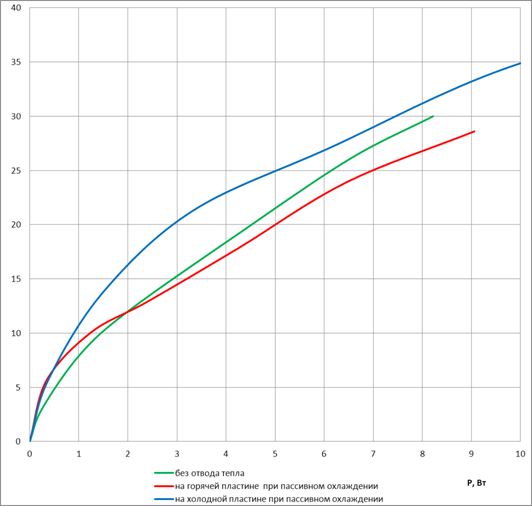 40
35
30
25
20
15
10
5
0
0 1 2 3 4 5 6 7 8 9 10
без отвода тепла
на горячей пластине при пассивном охлаждении
на холодной пластине при пассивном охлаждении
Р, Вт